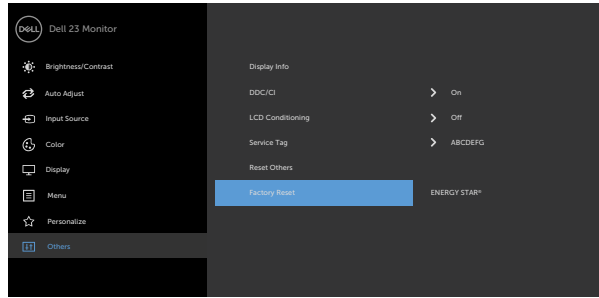 DELL Dell 23 Monitor
Brightness/Contrast
Auto Adjust
Input Source
Color
Display
Menu
Personalize
Others
Display Info
DDC/CI On
LCD Conditioning Off
Service Tag ABCDEFG
Reset Others
Factory Reset ENERGY STAR®